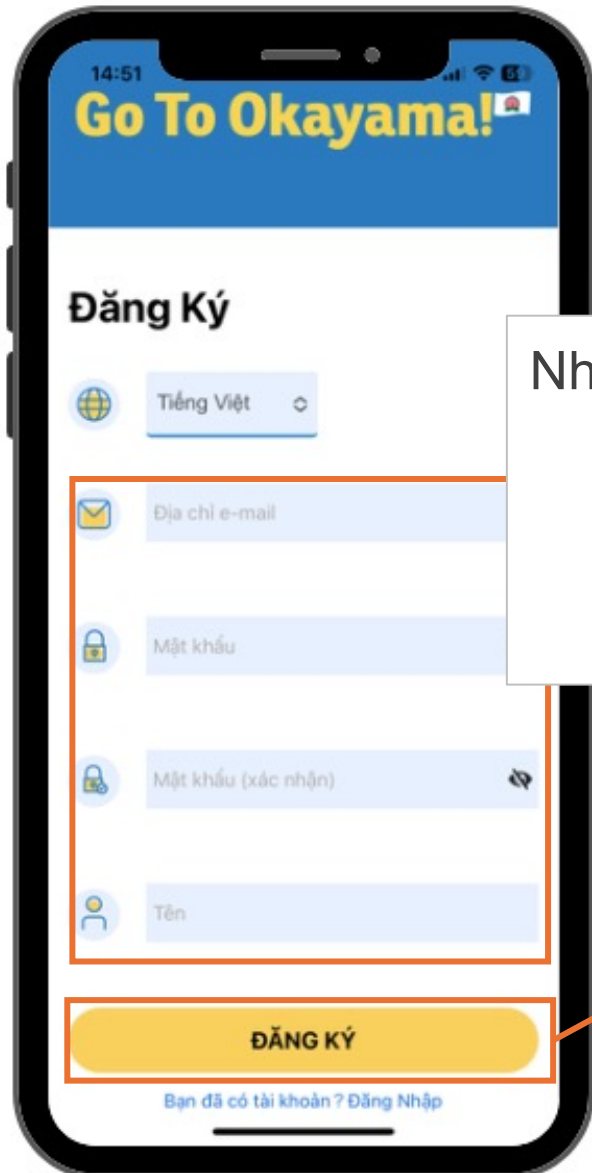 14:51
Go To Okayama!
Đăng Ký
Tiếng Việt
Địa chỉ e-mail
Mật khẩu
Mật khẩu (xác nhận)
Tên
ĐĂNG KÝ
Bạn đã có tài khoản ? Đăng Nhập